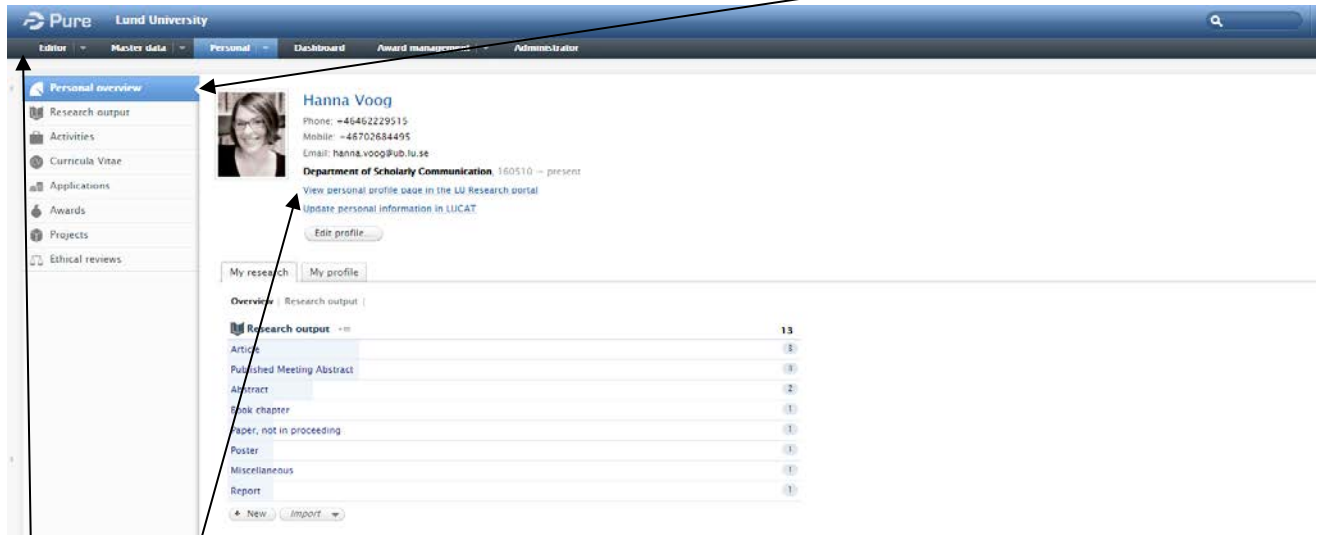 Pure Lund University
Editor Master data Personal Dashboard Award management Administrator
Personal overview
Research output
Activities
Curricula Vitae
Applications
Awards
Projects
Ethical reviews
Hanna Voog
Phone: +46462229515
Mobile: +46702684495
Email: hanna.voog@ub.lu.se
Department of Scholarly Communication, 160510 – present
View personal profile page in the LU Research portal
Update personal information in LUCAT
Edit profile...
My research My profile
Overview | Research output |
Research output 13
Article 3
Published Meeting Abstract 3
Abstract 2
Book chapter 1
Paper, not in proceeding 1
Poster 1
Miscellaneous 1
Report 1
+ New Import